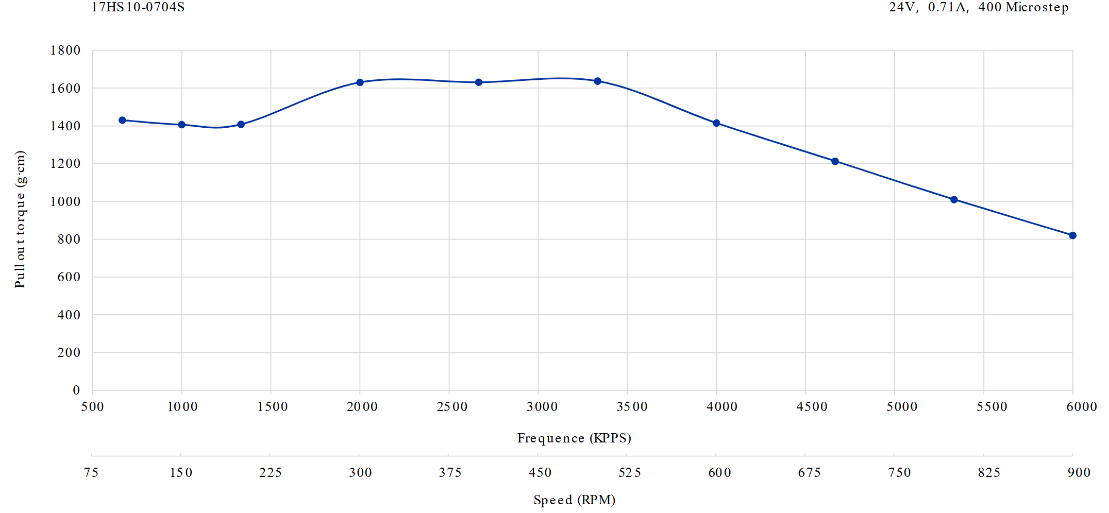 17HS10-0704S
24V, 0.71A, 400 Microstep
Pull out torque (g·cm)
1800
1600
1400
1200
1000
800
600
400
200
0
500 1000 1500 2000 2500 3000 3500 4000 4500 5000 5500 6000
Frequence (KPPS)
75 150 225 300 375 450 525 600 675 750 825 900
Speed (RPM)